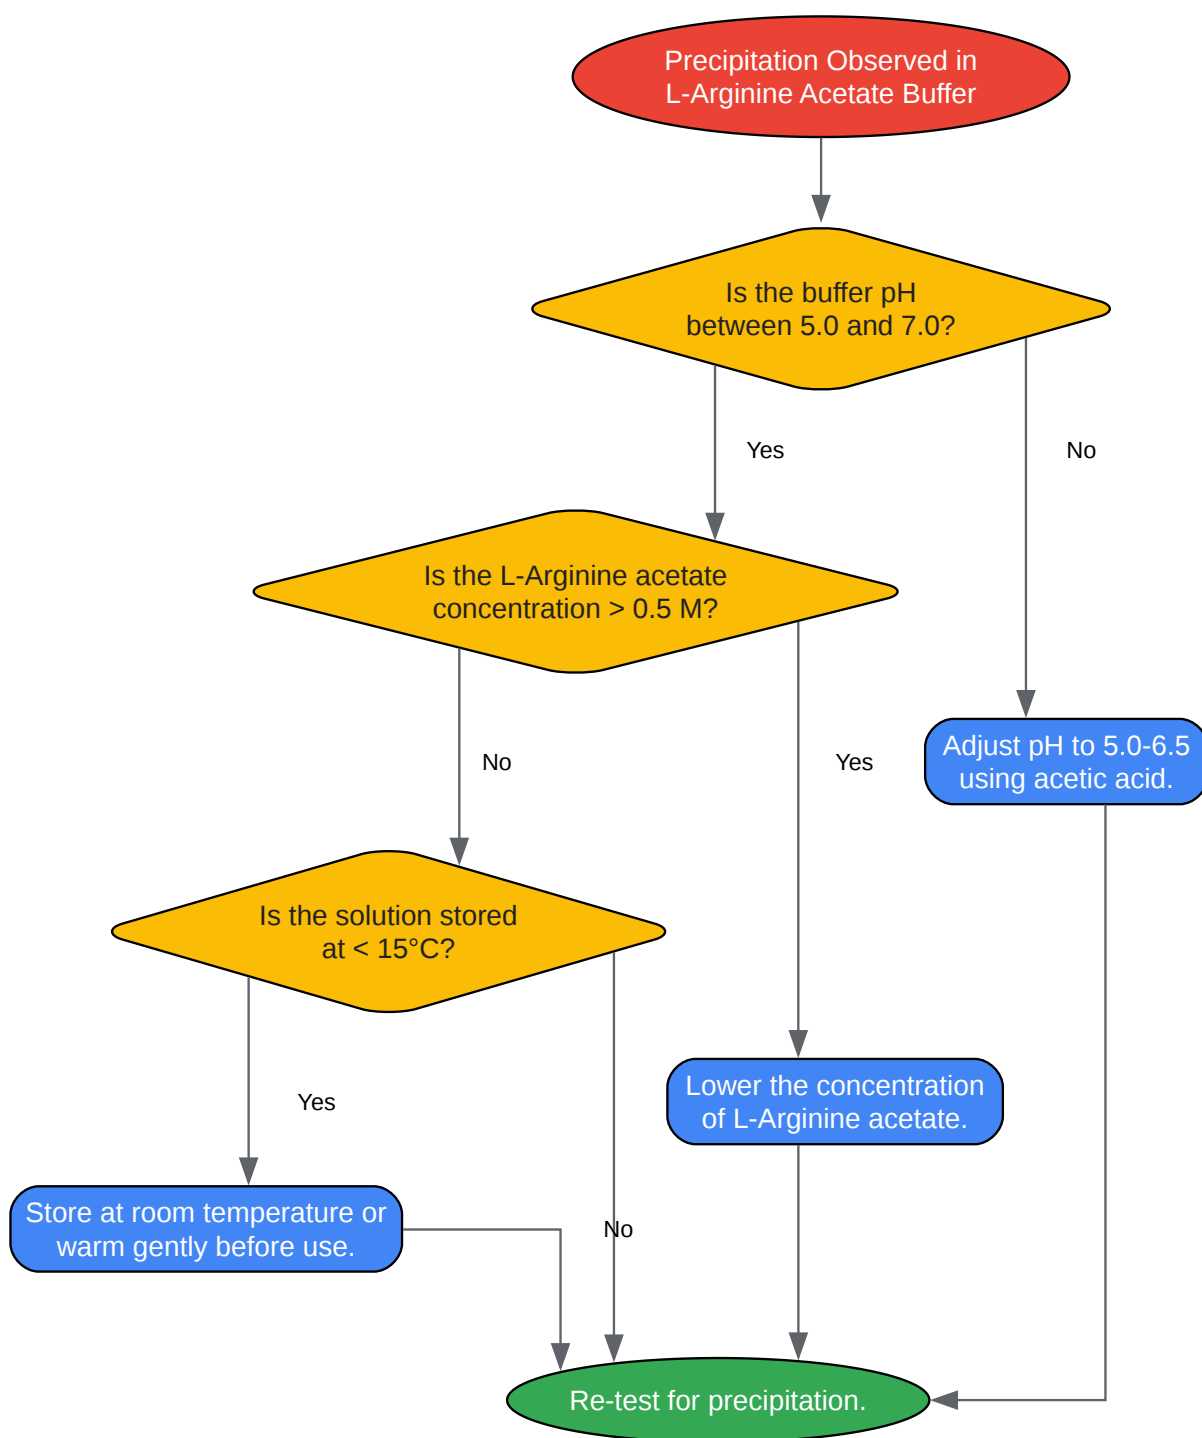 Precipitation Observed in
L-Arginine Acetate Buffer
Is the buffer pH
between 5.0 and 7.0?
Yes
No
Is the L-Arginine acetate
concentration > 0.5 M?
Adjust pH to 5.0-6.5
using acetic acid.
No
Yes
Is the solution stored
at < 15°C?
Lower the concentration
of L-Arginine acetate.
Yes
Store at room temperature or
warm gently before use.
No
Re-test for precipitation.